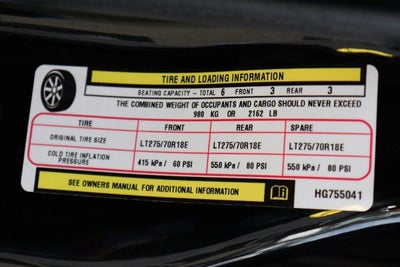 TIRE AND LOADING INFORMATION
SEATING CAPACITY - TOTAL 6 FRONT 3 REAR 3
THE COMBINED WEIGHT OF OCCUPANTS AND CARGO SHOULD NEVER EXCEED
980 KG OR 2162 LB
TIRE FRONT REAR SPARE
ORIGINAL TIRE SIZE LT275/70R18E LT275/70R18E LT275/70R18E
COLD TIRE INFLATION
PRESSURE 415 kPa / 60 PSI 550 kPa / 80 PSI 550 kPa / 80 PSI
SEE OWNERS MANUAL FOR ADDITIONAL INFORMATION
HG755041